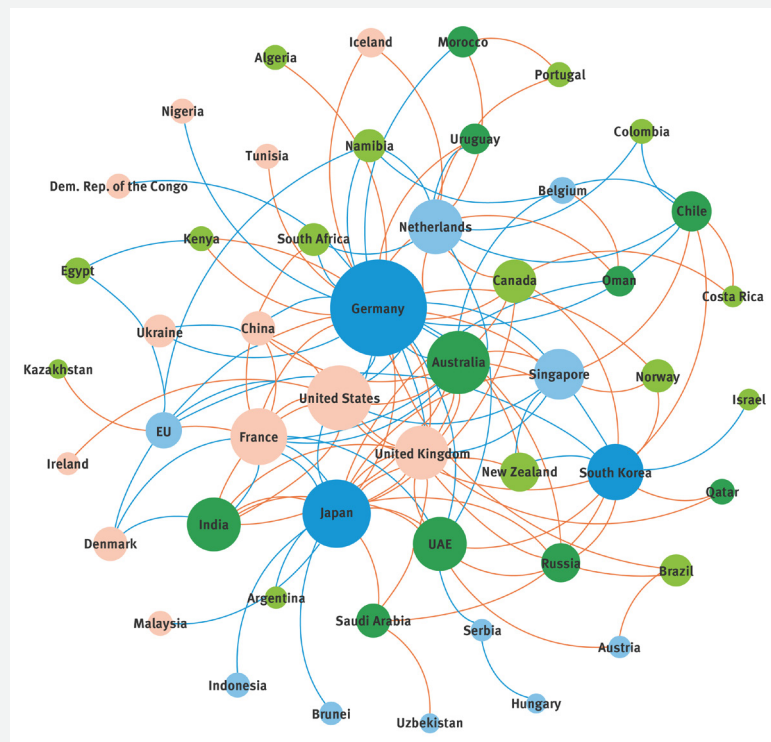 Iceland
Morocco
Algeria
Portugal
Nigeria
Colombia
Uruguay
Namibia
Tunisia
Dem. Rep. of the Congo
Belgium
Chile
Netherlands
Kenya
South Africa
Egypt
Canada
Oman
Costa Rica
Germany
Ukraine
China
Australia
Kazakhstan
Singapore
Norway
United States
Israel
EU
France
United Kingdom
Ireland
New Zealand
South Korea
Qatar
Japan
India
Denmark
UAE
Russia
Brazil
Argentina
Malaysia
Saudi Arabia
Serbia
Austria
Indonesia
Hungary
Brunei
Uzbekistan